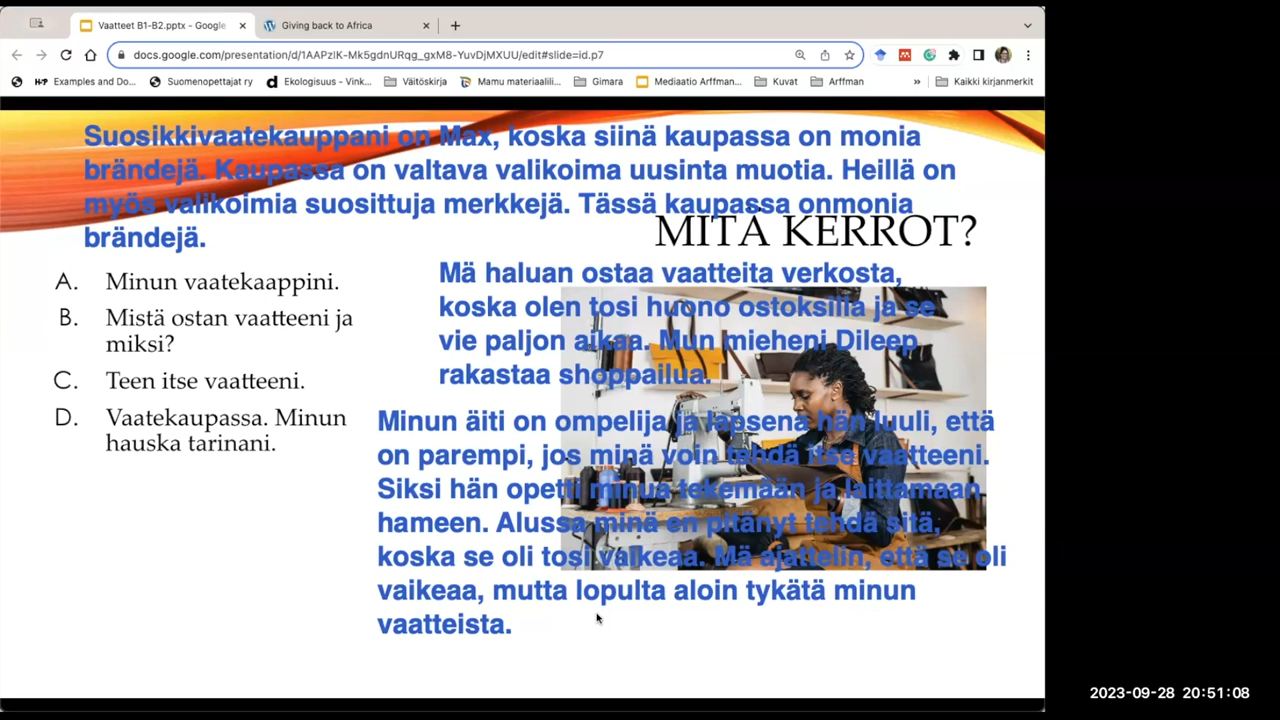 Vaatteet B1-B2.pptx - Google
Giving back to Africa
docs.google.com/presentation/d/1AAPzIK-Mk5gdnURqg_gxM8-YuvDjMXUU/edit#slide=id.p7
Examples and Do...
Suomenopettajat ry
Ekologisuus - Vink...
Väitöskirja
Mamu materiaalili...
Gimara
Mediaatio Arffman...
Kuvat
Arffman
»
Kaikki kirjanmerkit
Suosikkivaatekauppani on Max, koska siinä kaupassa on monia
brändejä. Kaupassa on valtava valikoima uusinta muotia. Heillä on
myös valikoimia suosittuja merkkejä. Tässä kaupassa onmonia
brändejä.
MITÄ KERROT?
A. Minun vaatekaappini.
B. Mistä ostan vaatteeni ja
miksi?
C. Teen itse vaatteeni.
D. Vaatekaupassa. Minun
hauska tarinani.
Mä haluan ostaa vaatteita verkosta,
koska olen tosi huono ostoksilla ja se
vie paljon aikaa. Mun mieheni Dileep
rakastaa shoppailua.
Minun äiti on ompelija ja lapsena hän luuli, että
on parempi, jos minä voin tehdä itse vaatteeni.
Siksi hän opetti minua tekemään ja laittamaan
hameen. Alussa minä en pitänyt tehdä sitä,
koska se oli tosi vaikeaa. Mä ajattelin, että se oli
vaikeaa, mutta lopulta aloin tykätä minun
vaatteista.
2023-09-28 20:51:08